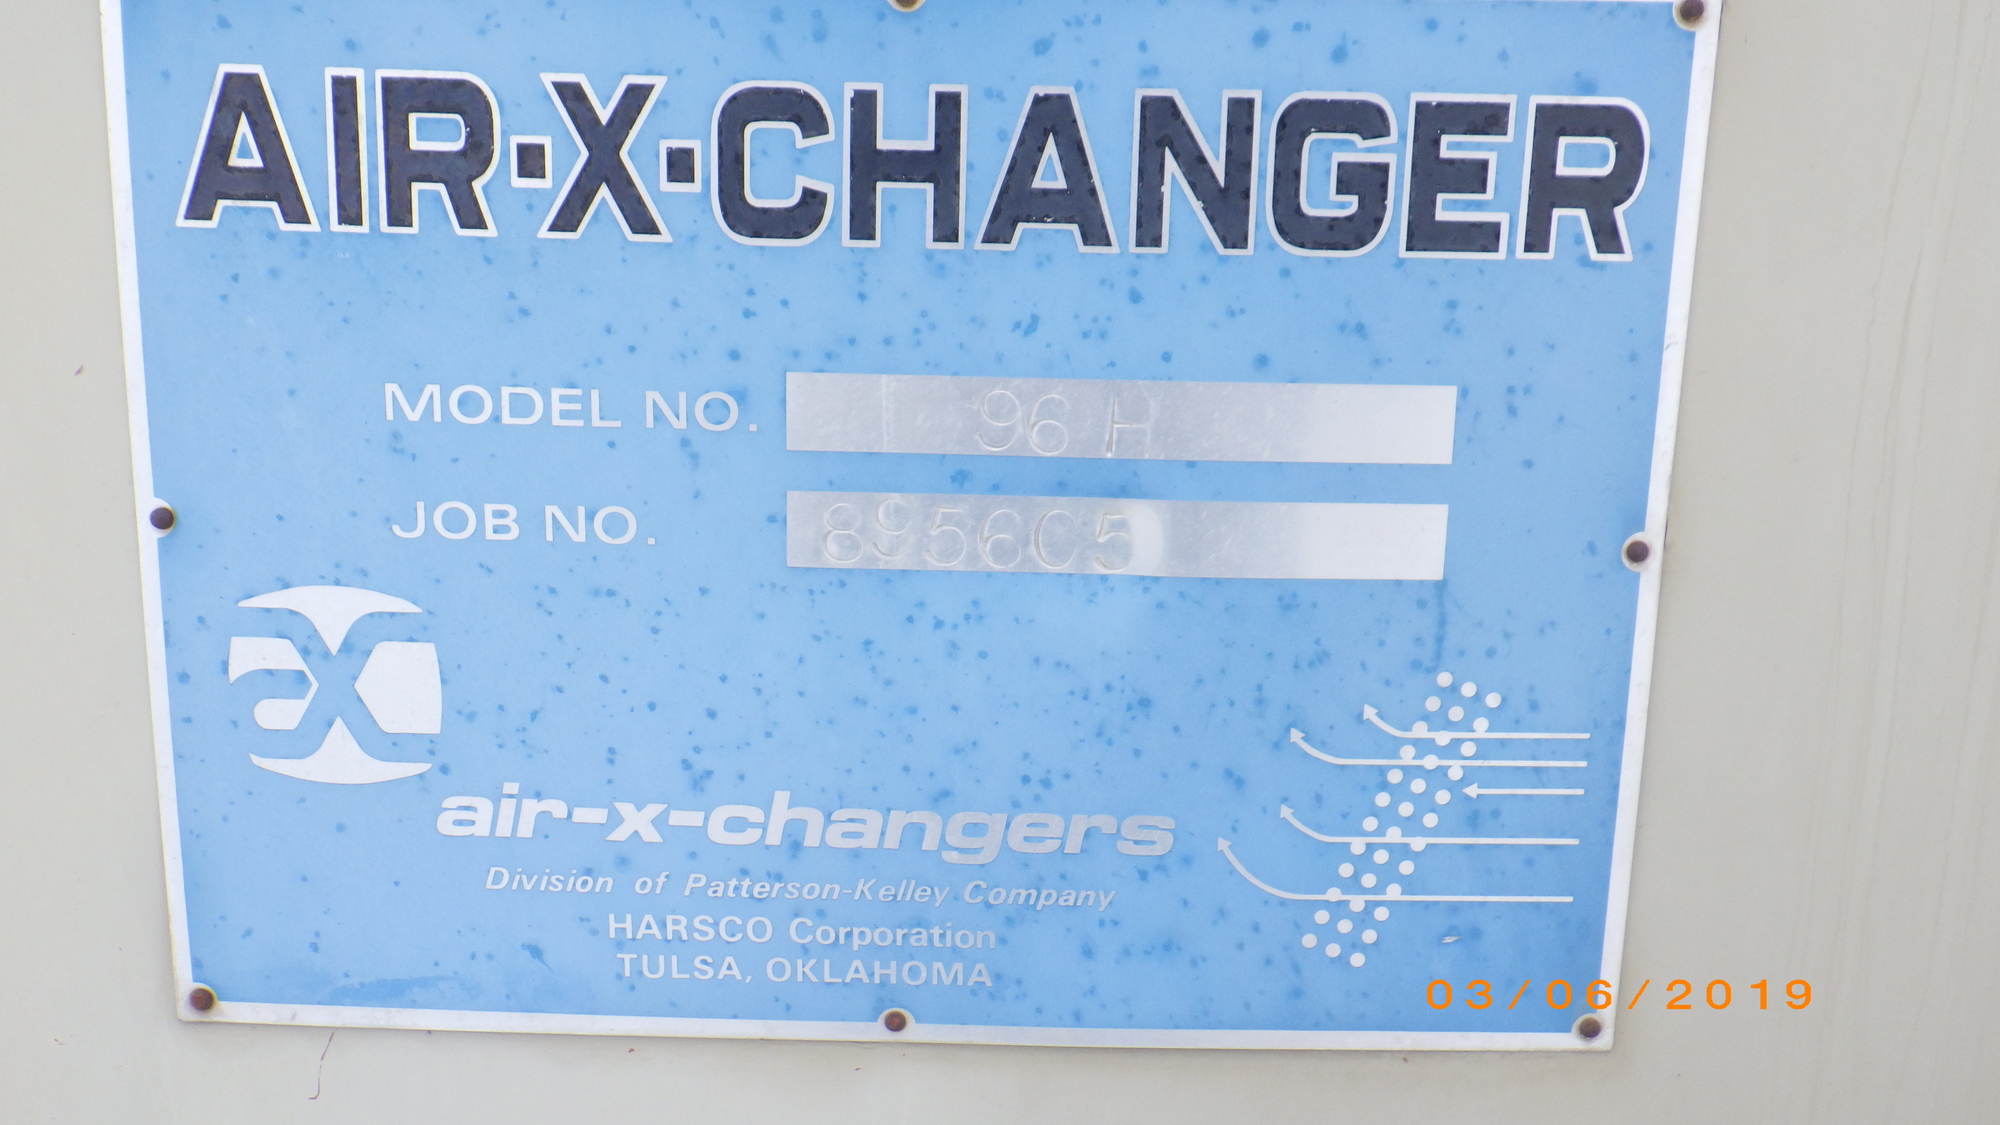 AIR·X·CHANGER
MODEL NO. 96 H
JOB NO. 8956C5
air-x-changers
Division of Patterson-Kelley Company
HARSCO Corporation
TULSA, OKLAHOMA
03/06/2019